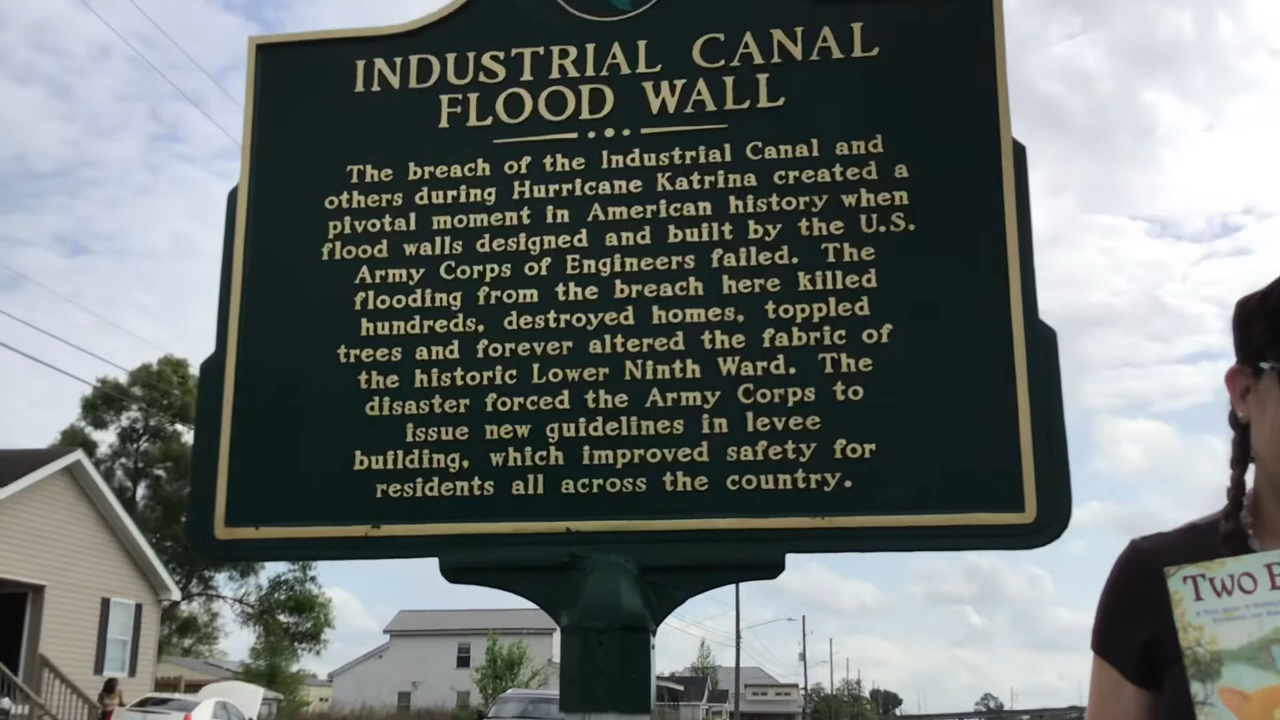 INDUSTRIAL CANAL
FLOOD WALL
The breach of the Industrial Canal and
others during Hurricane Katrina created a
pivotal moment in American history when
flood walls designed and built by the U.S.
Army Corps of Engineers failed. The
flooding from the breach here killed
hundreds, destroyed homes, toppled
trees and forever altered the fabric of
the historic Lower Ninth Ward. The
disaster forced the Army Corps to
issue new guidelines in levee
building, which improved safety for
residents all across the country.
TWO